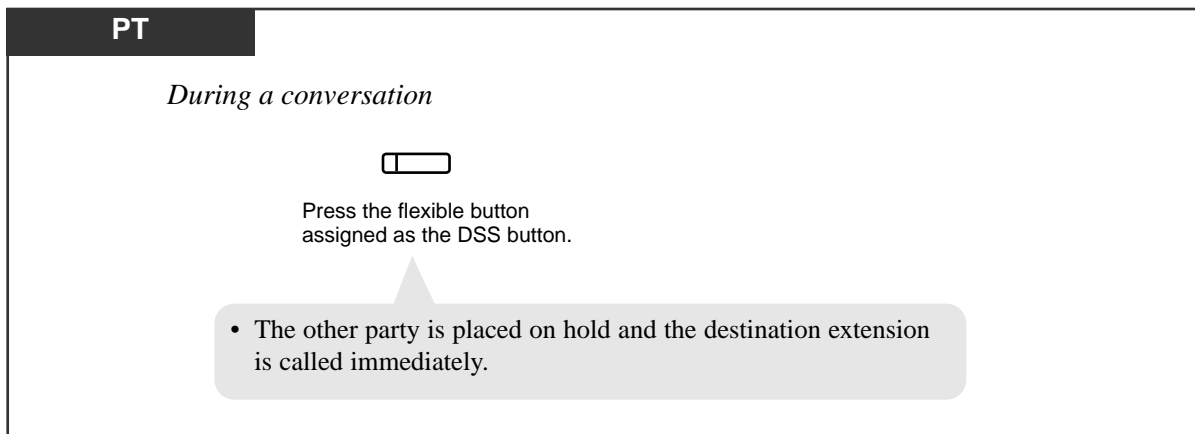 PT
During a conversation
Press the flexible button
assigned as the DSS button.
• The other party is placed on hold and the destination extension
is called immediately.